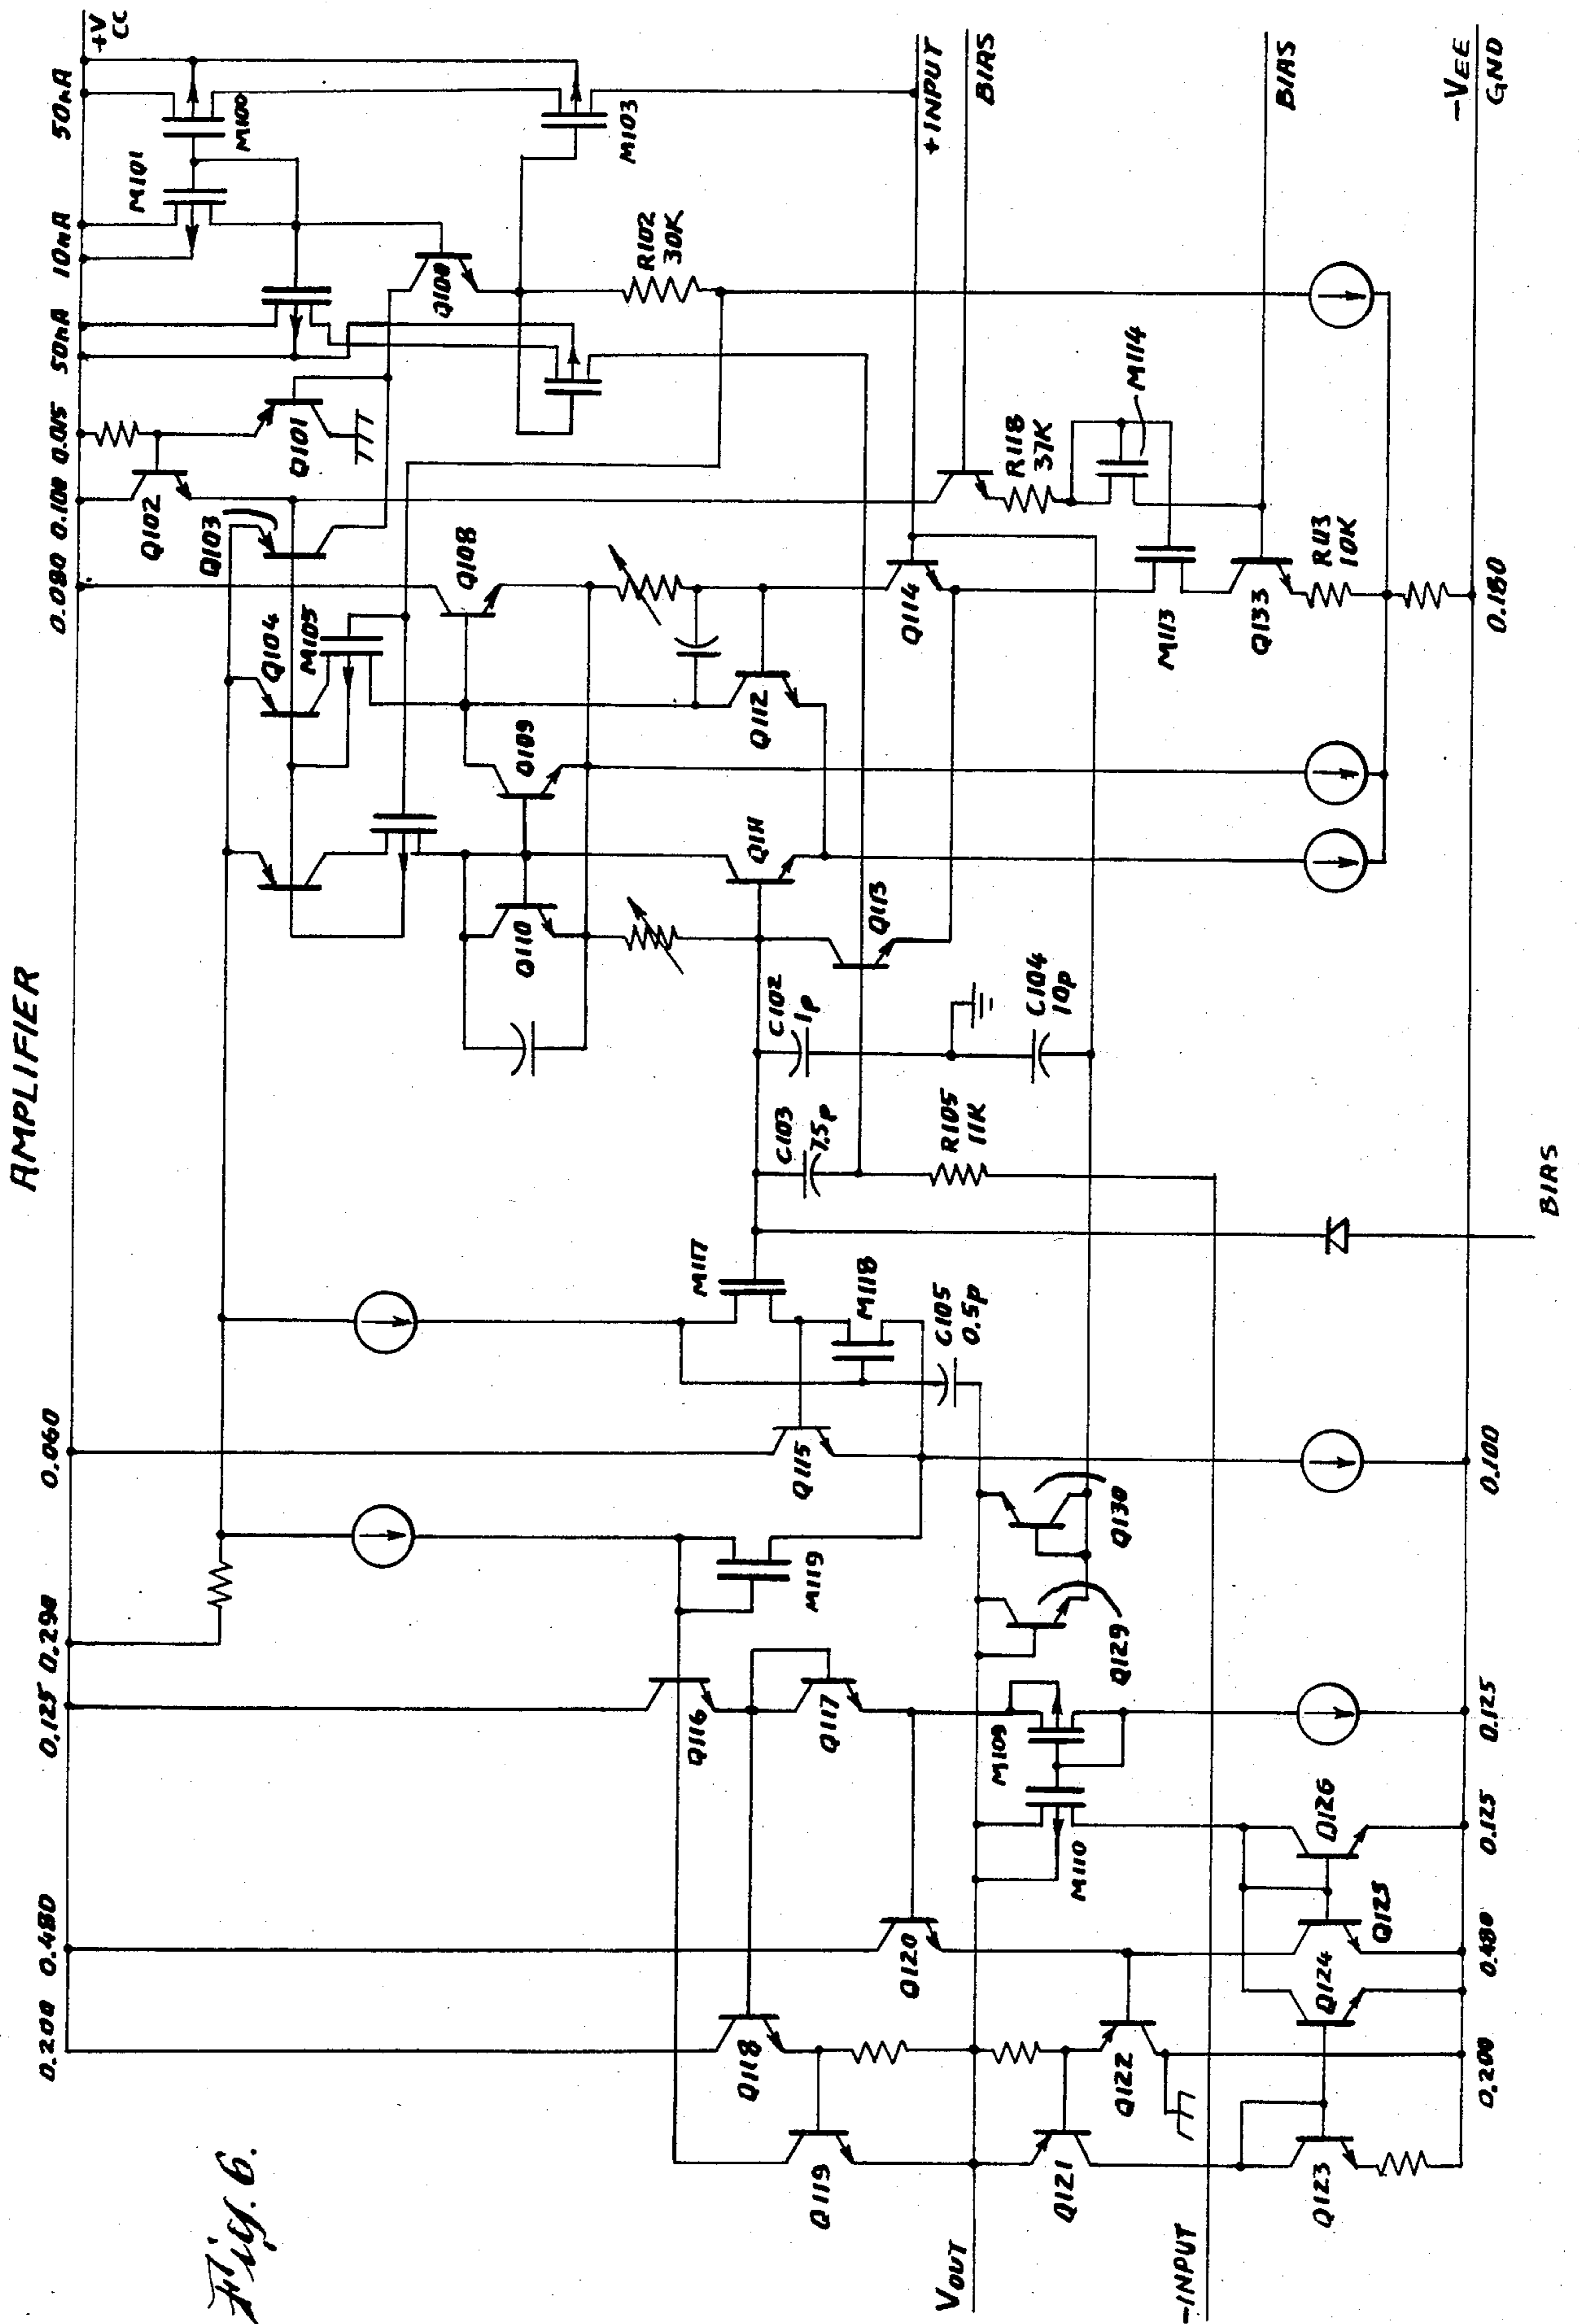 AMPLIFIER
Fig. 6.
0.200 0.480 0.125 0.290 0.060 0.080 0.100 0.015 50nA 10nA 50nA
+V
CC
M101
M100
M103
Q100
R102
30K
Q101
Q102
Q103
Q104
M105
Q108
Q109
Q110
Q111
Q112
Q113
Q114
+INPUT
BIAS
R118
37K
M114
BIAS
M113
Q133
R113
10K
C102
1p
C103
7.5p
C104
10p
R105
11K
M117
M118
C105
0.5p
Q115
M119
Q116
Q117
Q130
Q129
M109
M110
Q118
Q119
Q120
Q121
Q122
Q123
Q124
Q125
Q126
VOUT
-INPUT
BIAS
-VEE
GND
0.200 0.480 0.125 0.125 0.100 0.180